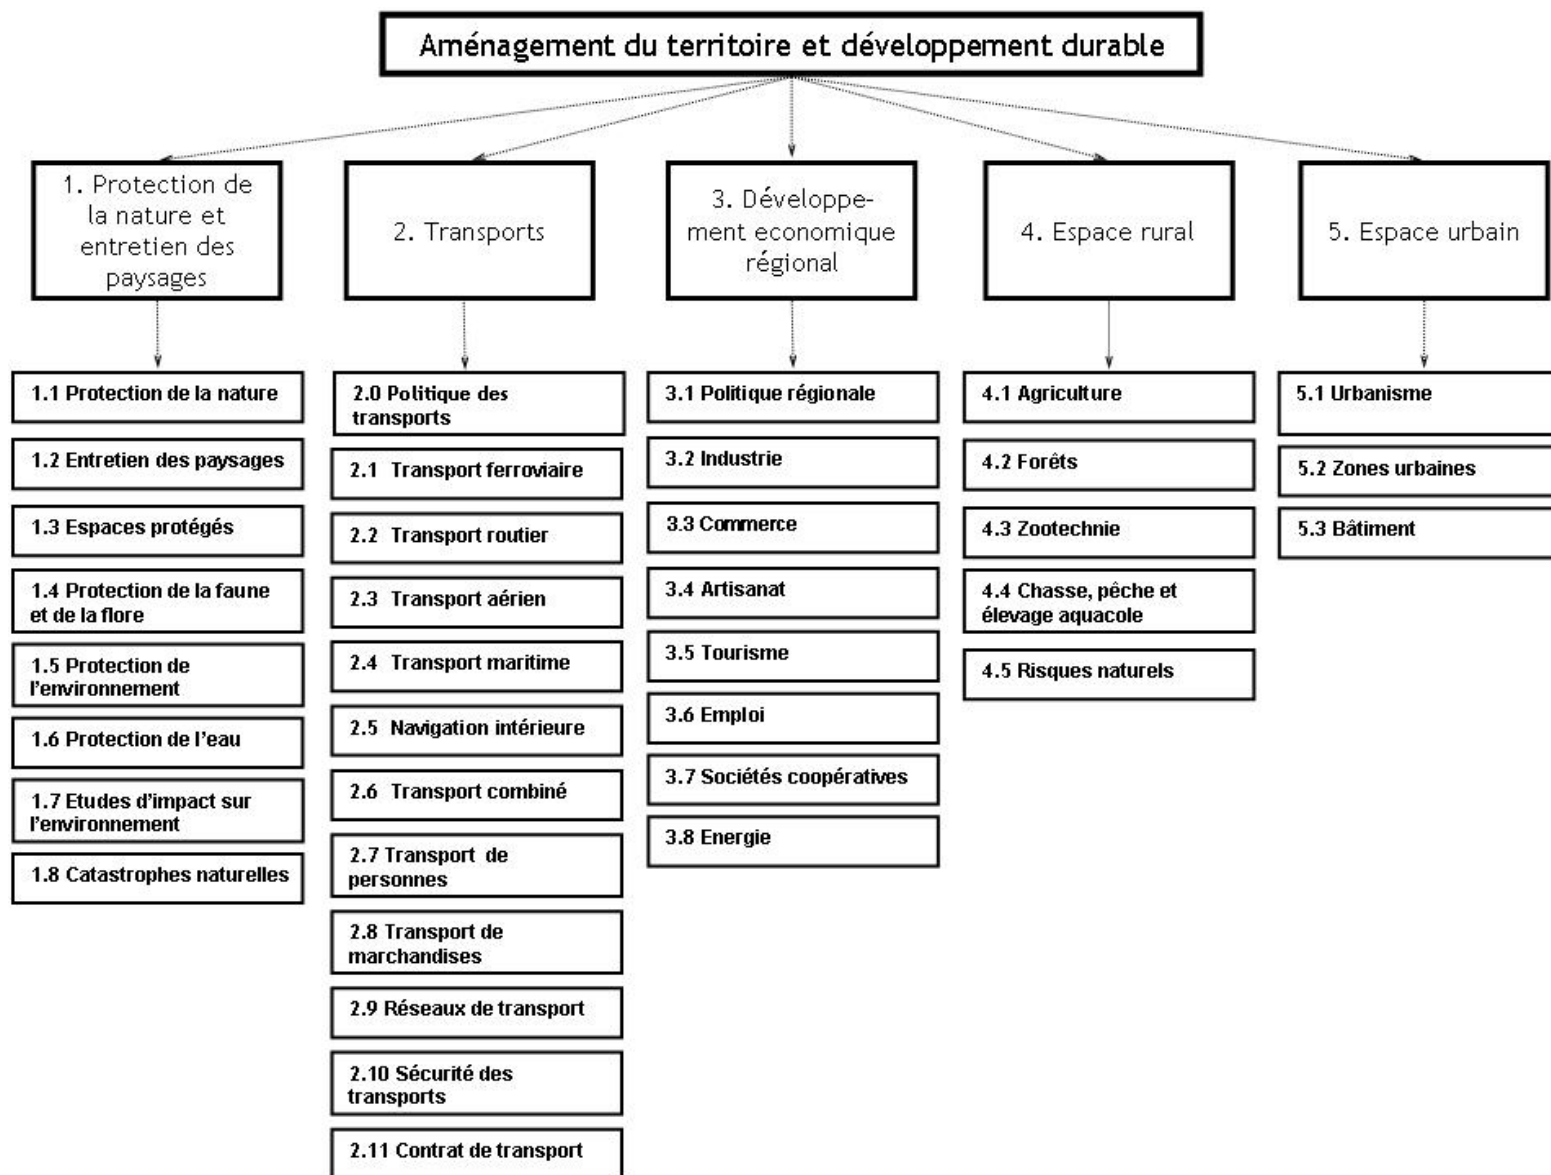 Aménagement du territoire et développement durable
1. Protection de
la nature et
entretien des
paysages
2. Transports
3. Développe-
ment economique
régional
4. Espace rural
5. Espace urbain
1.1 Protection de la nature
1.2 Entretien des paysages
1.3 Espaces protégés
1.4 Protection de la faune
et de la flore
1.5 Protection de
l'environnement
1.6 Protection de l'eau
1.7 Etudes d'impact sur
l'environnement
1.8 Catastrophes naturelles
2.0 Politique des
transports
2.1 Transport ferroviaire
2.2 Transport routier
2.3 Transport aérien
2.4 Transport maritime
2.5 Navigation intérieure
2.6 Transport combiné
2.7 Transport de
personnes
2.8 Transport de
marchandises
2.9 Réseaux de transport
2.10 Sécurité des
transports
2.11 Contrat de transport
3.1 Politique régionale
3.2 Industrie
3.3 Commerce
3.4 Artisanat
3.5 Tourisme
3.6 Emploi
3.7 Sociétés coopératives
3.8 Energie
4.1 Agriculture
4.2 Forêts
4.3 Zootechnie
4.4 Chasse, pêche et
élevage aquacole
4.5 Risques naturels
5.1 Urbanisme
5.2 Zones urbaines
5.3 Bâtiment